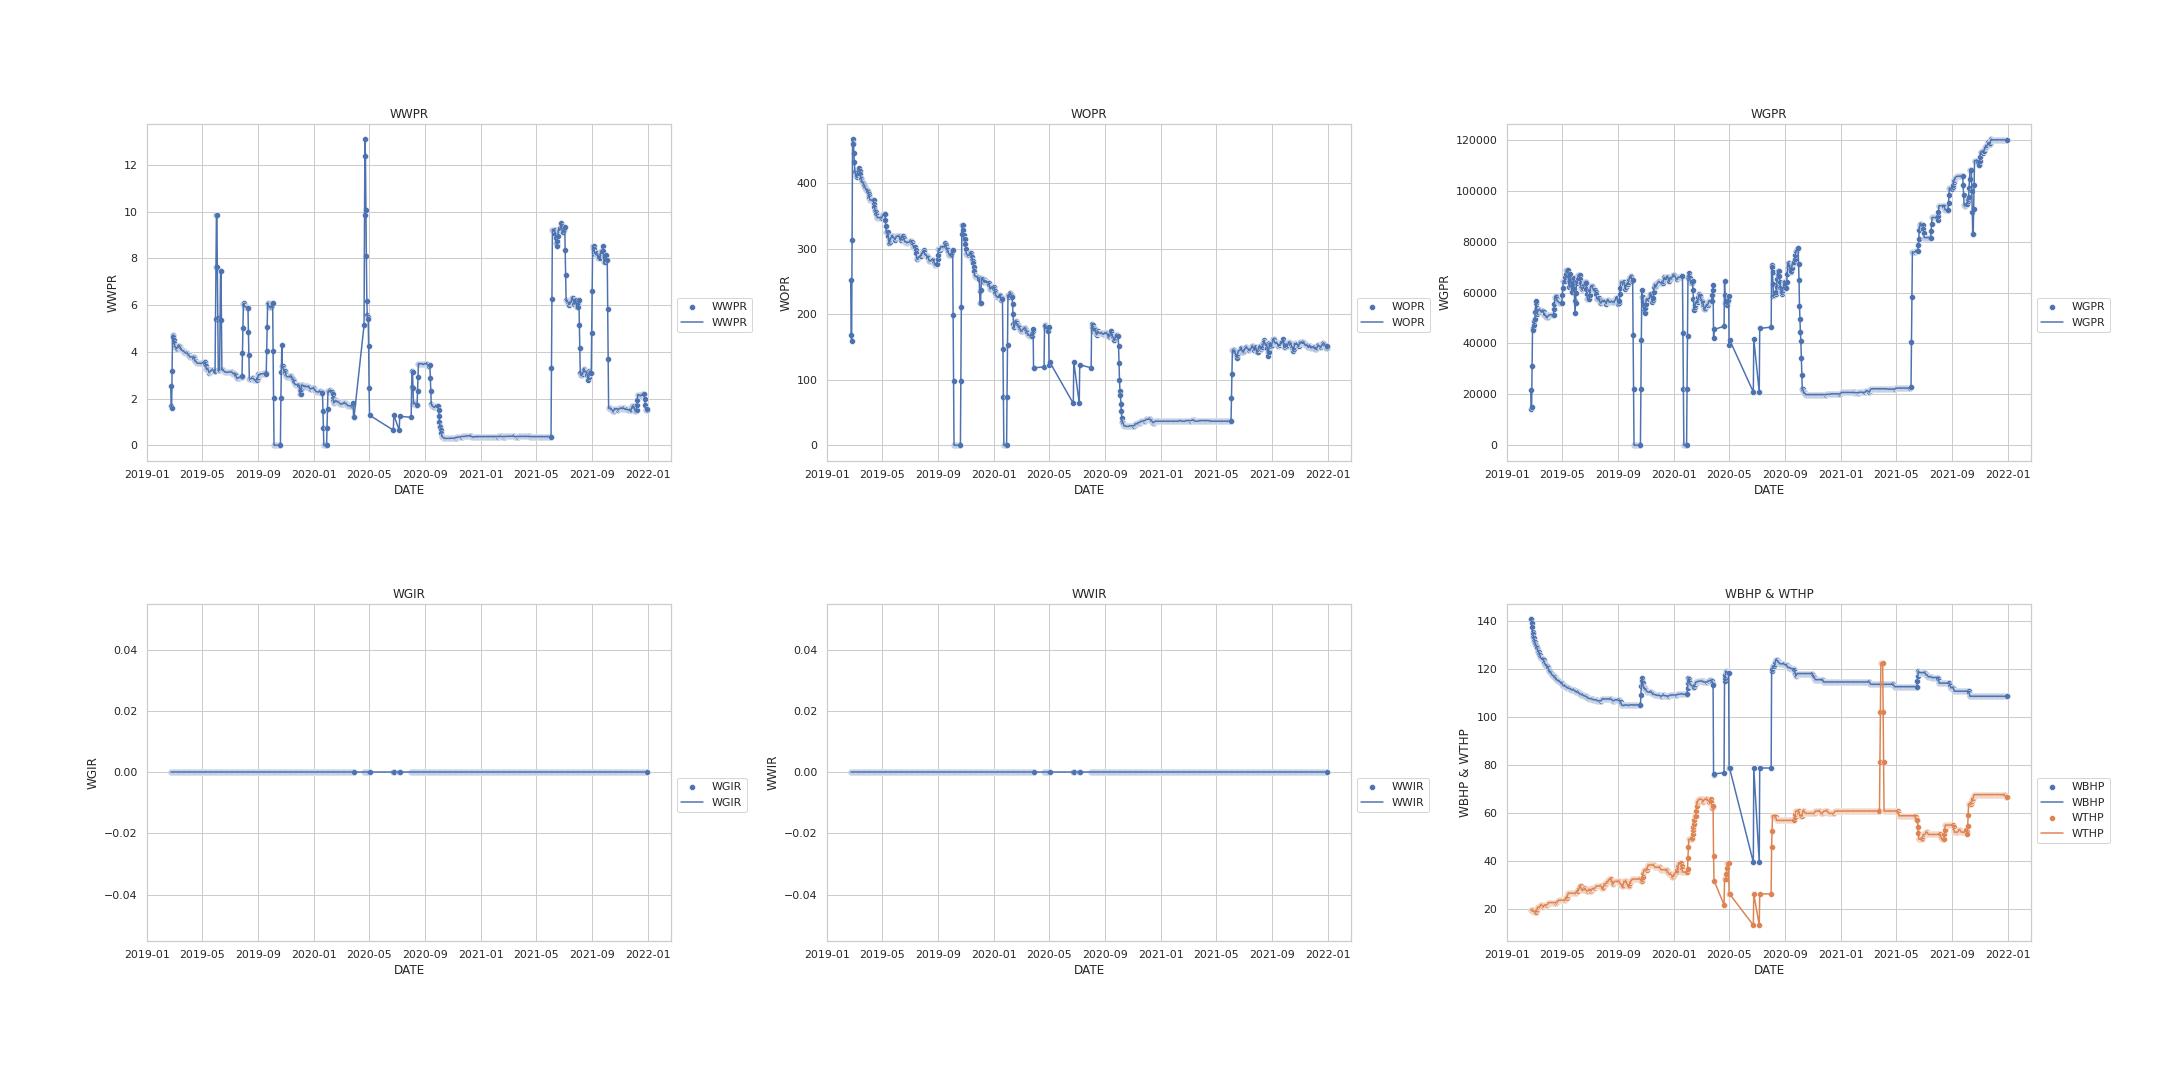 WWPR
WWPR
12
10
8
6
4
2
0
2019-01 2019-05 2019-09 2020-01 2020-05 2020-09 2021-01 2021-05 2021-09 2022-01
DATE
WWPR
WWPR
WOPR
WOPR
400
300
200
100
0
2019-01 2019-05 2019-09 2020-01 2020-05 2020-09 2021-01 2021-05 2021-09 2022-01
DATE
WOPR
WOPR
WGPR
WGPR
120000
100000
80000
60000
40000
20000
0
2019-01 2019-05 2019-09 2020-01 2020-05 2020-09 2021-01 2021-05 2021-09 2022-01
DATE
WGPR
WGPR
WGIR
WGIR
0.04
0.02
0.00
−0.02
−0.04
2019-01 2019-05 2019-09 2020-01 2020-05 2020-09 2021-01 2021-05 2021-09 2022-01
DATE
WGIR
WGIR
WWIR
WWIR
0.04
0.02
0.00
−0.02
−0.04
2019-01 2019-05 2019-09 2020-01 2020-05 2020-09 2021-01 2021-05 2021-09 2022-01
DATE
WWIR
WWIR
WBHP & WTHP
WBHP & WTHP
140
120
100
80
60
40
20
2019-01 2019-05 2019-09 2020-01 2020-05 2020-09 2021-01 2021-05 2021-09 2022-01
DATE
WBHP
WBHP
WTHP
WTHP